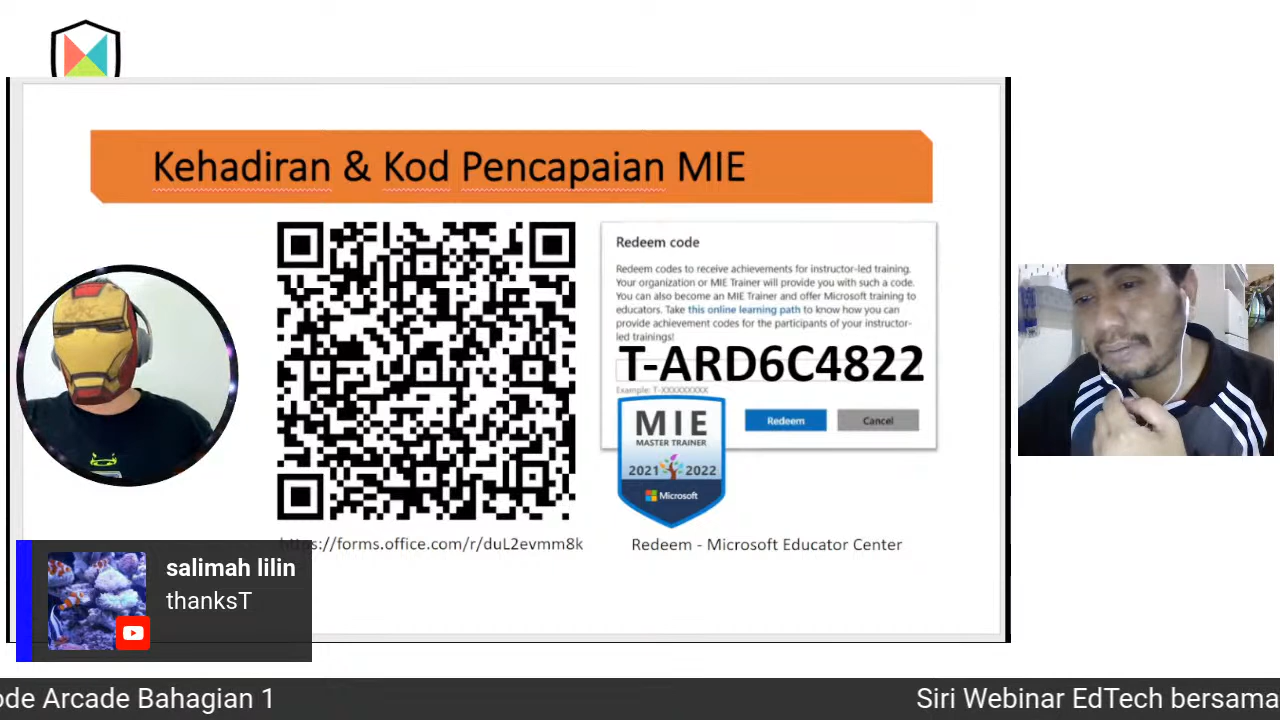 Kehadiran & Kod Pencapaian MIE
Redeem code
Redeem codes to receive achievements for instructor-led training.
Your organization or MIE Trainer will provide you with such a code.
You can also become an MIE Trainer and offer Microsoft training to
educators. Take this online learning path to know how you can
provide achievement codes for the participants of your instructor-
led trainings!
T-ARD6C4822
Example: T-XXXXXXXXX
Redeem
Cancel
MIE
MASTER TRAINER
2021 2022
Microsoft
https://forms.office.com/r/duL2evmm8k
Redeem - Microsoft Educator Center
salimah lilin
thanksT
ode Arcade Bahagian 1
Siri Webinar EdTech bersama